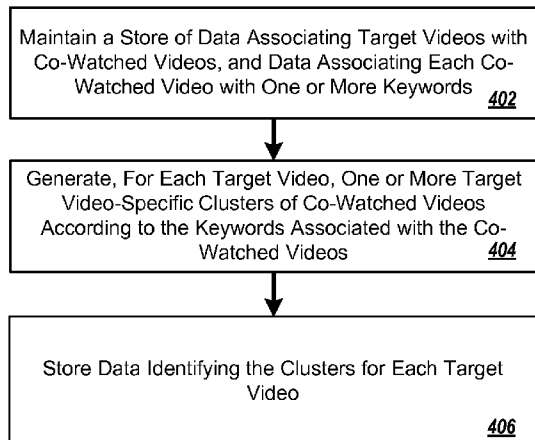 Maintain a Store of Data Associating Target Videos with
Co-Watched Videos, and Data Associating Each Co-
Watched Video with One or More Keywords
402
Generate, For Each Target Video, One or More Target
Video-Specific Clusters of Co-Watched Videos
According to the Keywords Associated with the Co-
Watched Videos
404
Store Data Identifying the Clusters for Each Target
Video
406